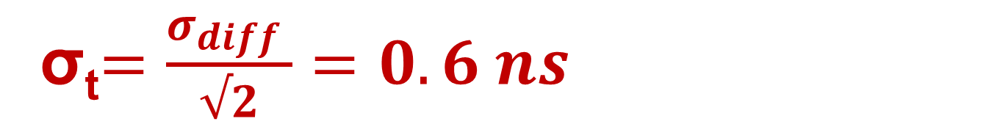 σt= σdiff/√2 = 0.6 ns